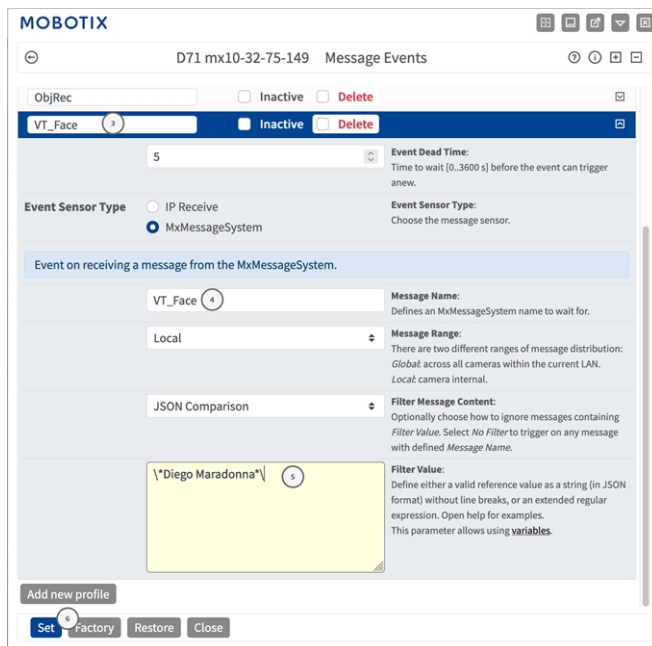 MOBOTIX
D71 mx10-32-75-149 Message Events
ObjRec Inactive Delete
VT_Face 3 Inactive Delete
5
Event Dead Time:
Time to wait [0..3600 s] before the event can trigger
anew.
Event Sensor Type
IP Receive
MxMessageSystem
Event Sensor Type:
Choose the message sensor.
Event on receiving a message from the MxMessageSystem.
VT_Face 4
Message Name:
Defines an MxMessageSystem name to wait for.
Local
Message Range:
There are two different ranges of message distribution:
Global: across all cameras within the current LAN.
Local: camera internal.
JSON Comparison
Filter Message Content:
Optionally choose how to ignore messages containing
Filter Value. Select No Filter to trigger on any message
with defined Message Name.
\*Diego Maradonna*\ 5
Filter Value:
Define either a valid reference value as a string (in JSON
format) without line breaks, or an extended regular
expression. Open help for examples.
This parameter allows using variables.
Add new profile
6
Set Factory Restore Close